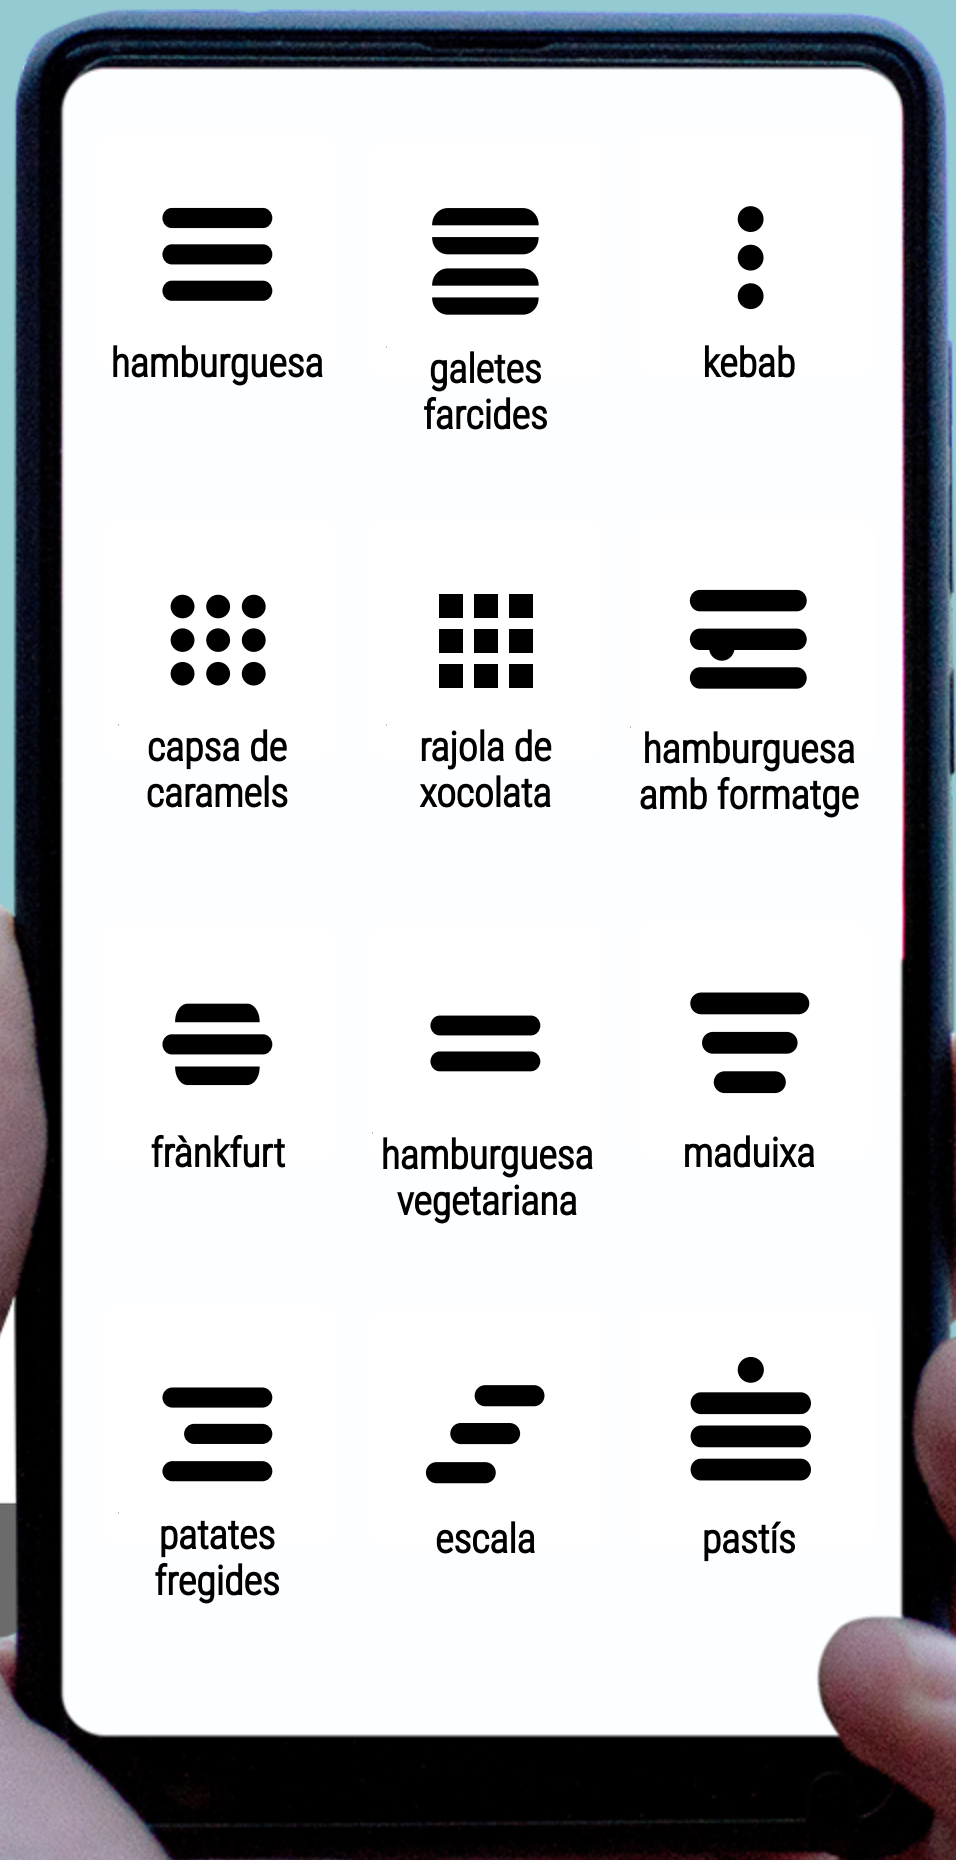 hamburguesa
galetes
farcides
kebab
capsa de
caramels
rajola de
xocolata
hamburguesa
amb formatge
frànkfurt
hamburguesa
vegetariana
maduixa
patates
fregides
escala
pastís